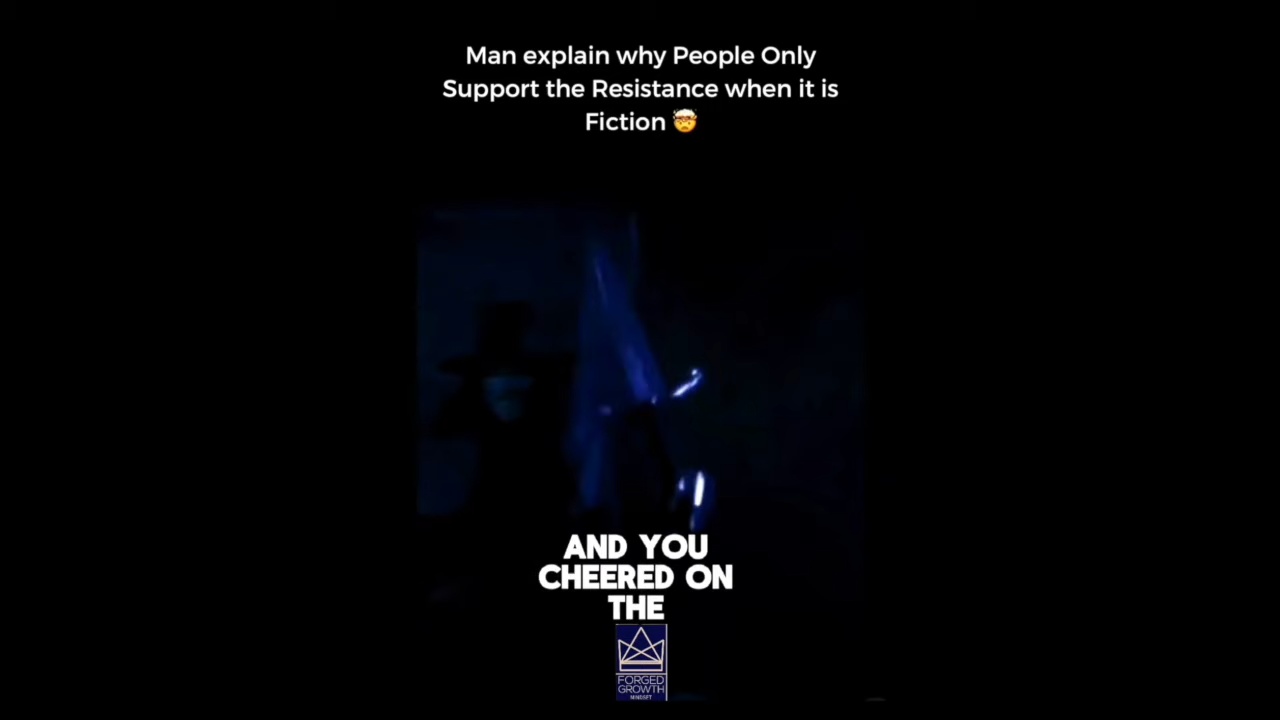 Man explain why People Only
Support the Resistance when it is
Fiction 🤯
AND YOU
CHEERED ON
THE
FORGED
GROWTH
MINDSET